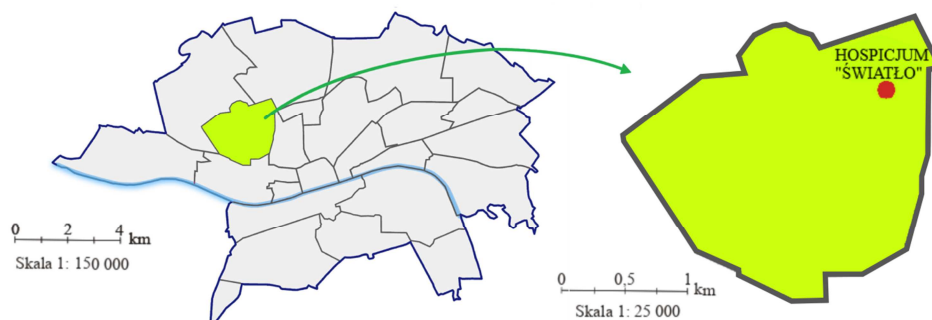 HOSPICJUM
"ŚWIATŁO"
0 2 4 km
Skala 1: 150 000
0 0,5 1
km
Skala 1: 25 000